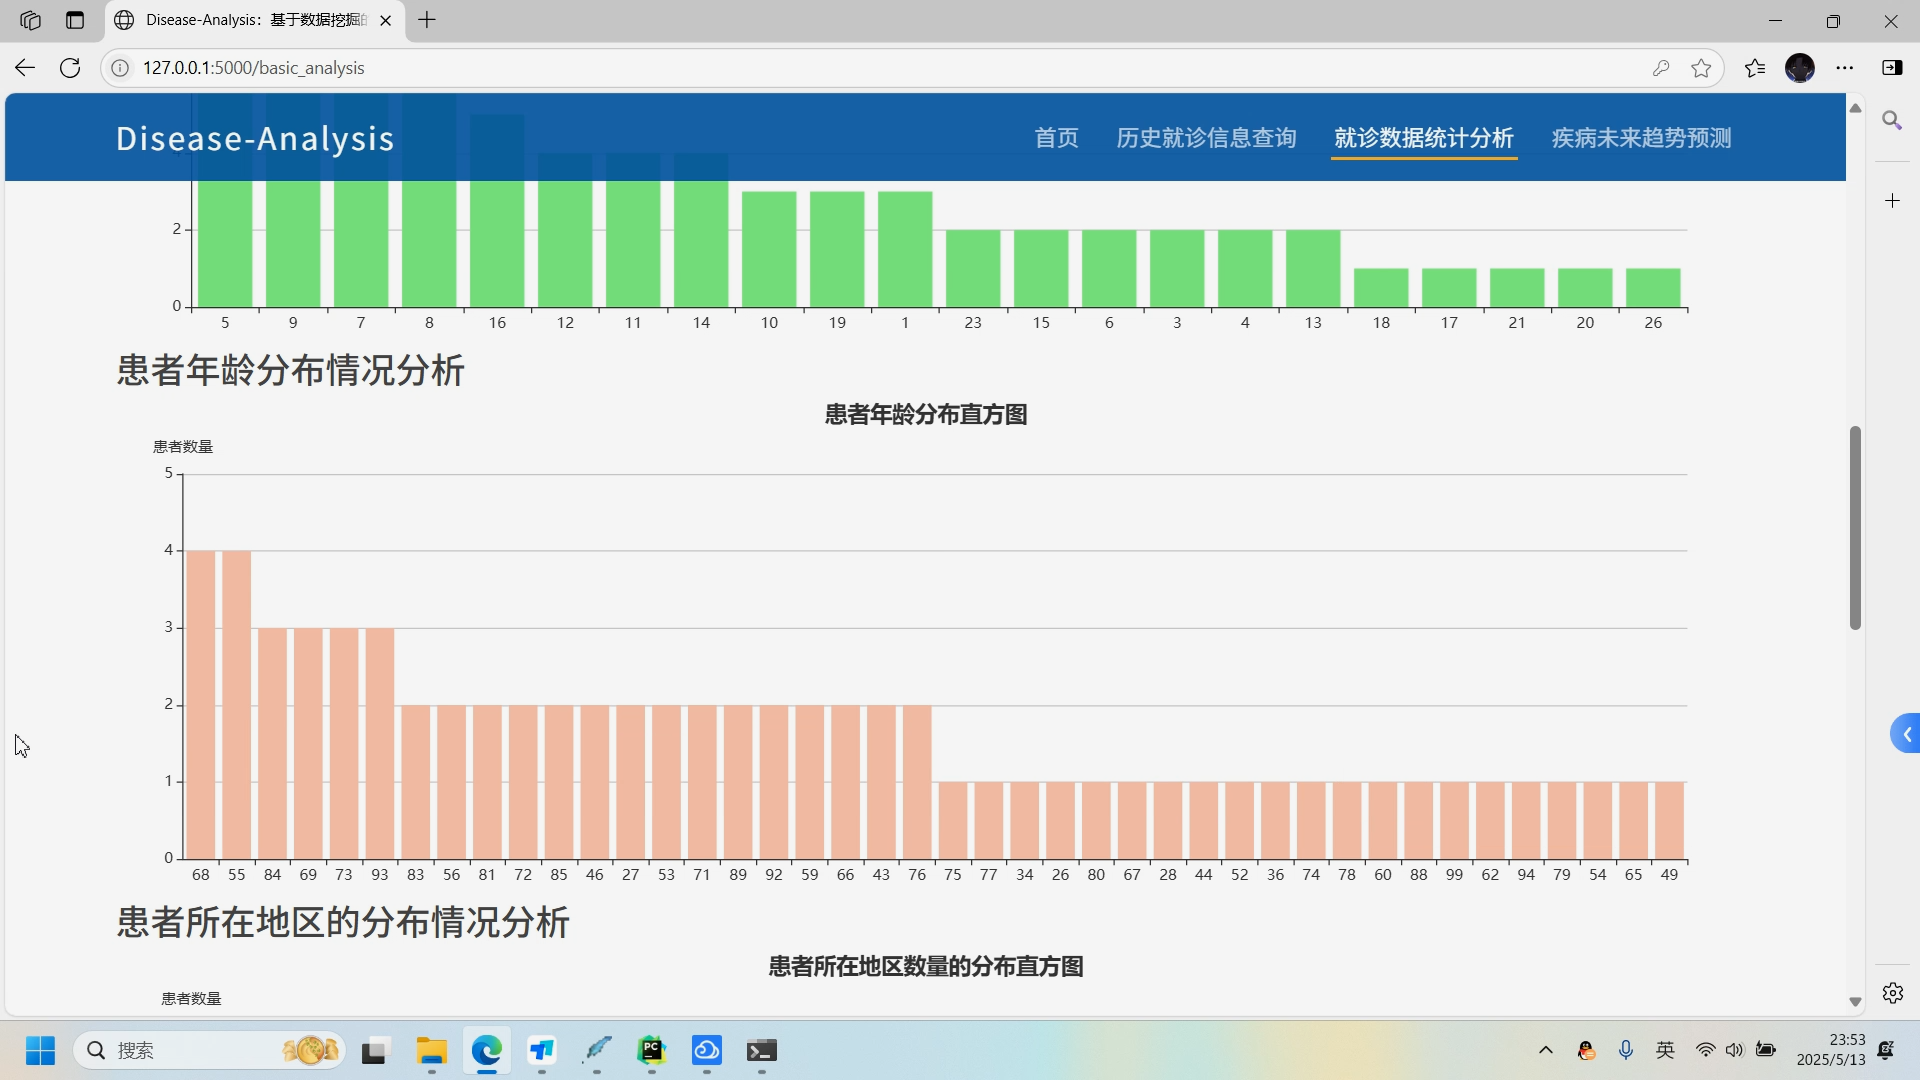 Disease-Analysis：基于数据挖掘
127.0.0.1:5000/basic_analysis
Disease-Analysis
首页 历史就诊信息查询 就诊数据统计分析 疾病未来趋势预测
2
0
5 9 7 8 16 12 11 14 10 19 1 23 15 6 3 4 13 18 17 21 20 26
患者年龄分布情况分析
患者年龄分布直方图
患者数量
5
4
3
2
1
0
68 55 84 69 73 93 83 56 81 72 85 46 27 53 71 89 92 59 66 43 76 75 77 34 26 80 67 28 44 52 36 74 78 60 88 99 62 94 79 54 65 49
患者所在地区的分布情况分析
患者所在地区数量的分布直方图
患者数量
搜索
PC
英
23:53
2025/5/13